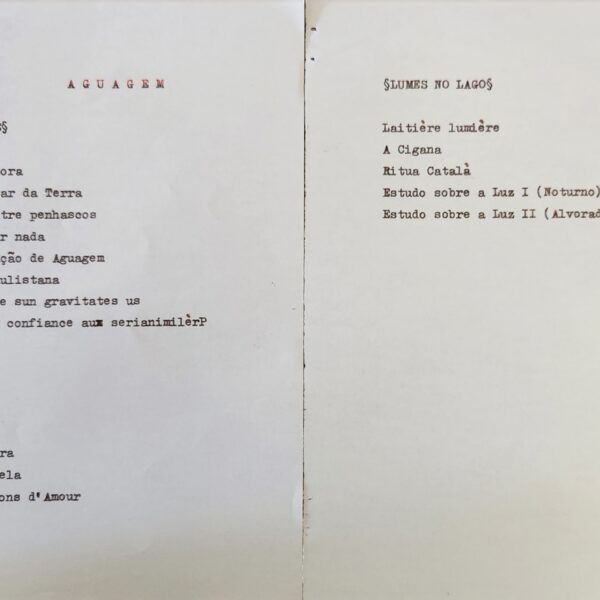 AGUAGEM
§
ora
ar da Terra
tre penhascos
r nada
ção de Aguagem
ulistana
e sun gravitates us
confiance aux serianimilèrP
ra
ela
ons d'Amour
§LUMES NO LAGO§
Laitière lumière
A Cigana
Ritua Català
Estudo sobre a Luz I (Noturno)
Estudo sobre a Luz II (Alvorad